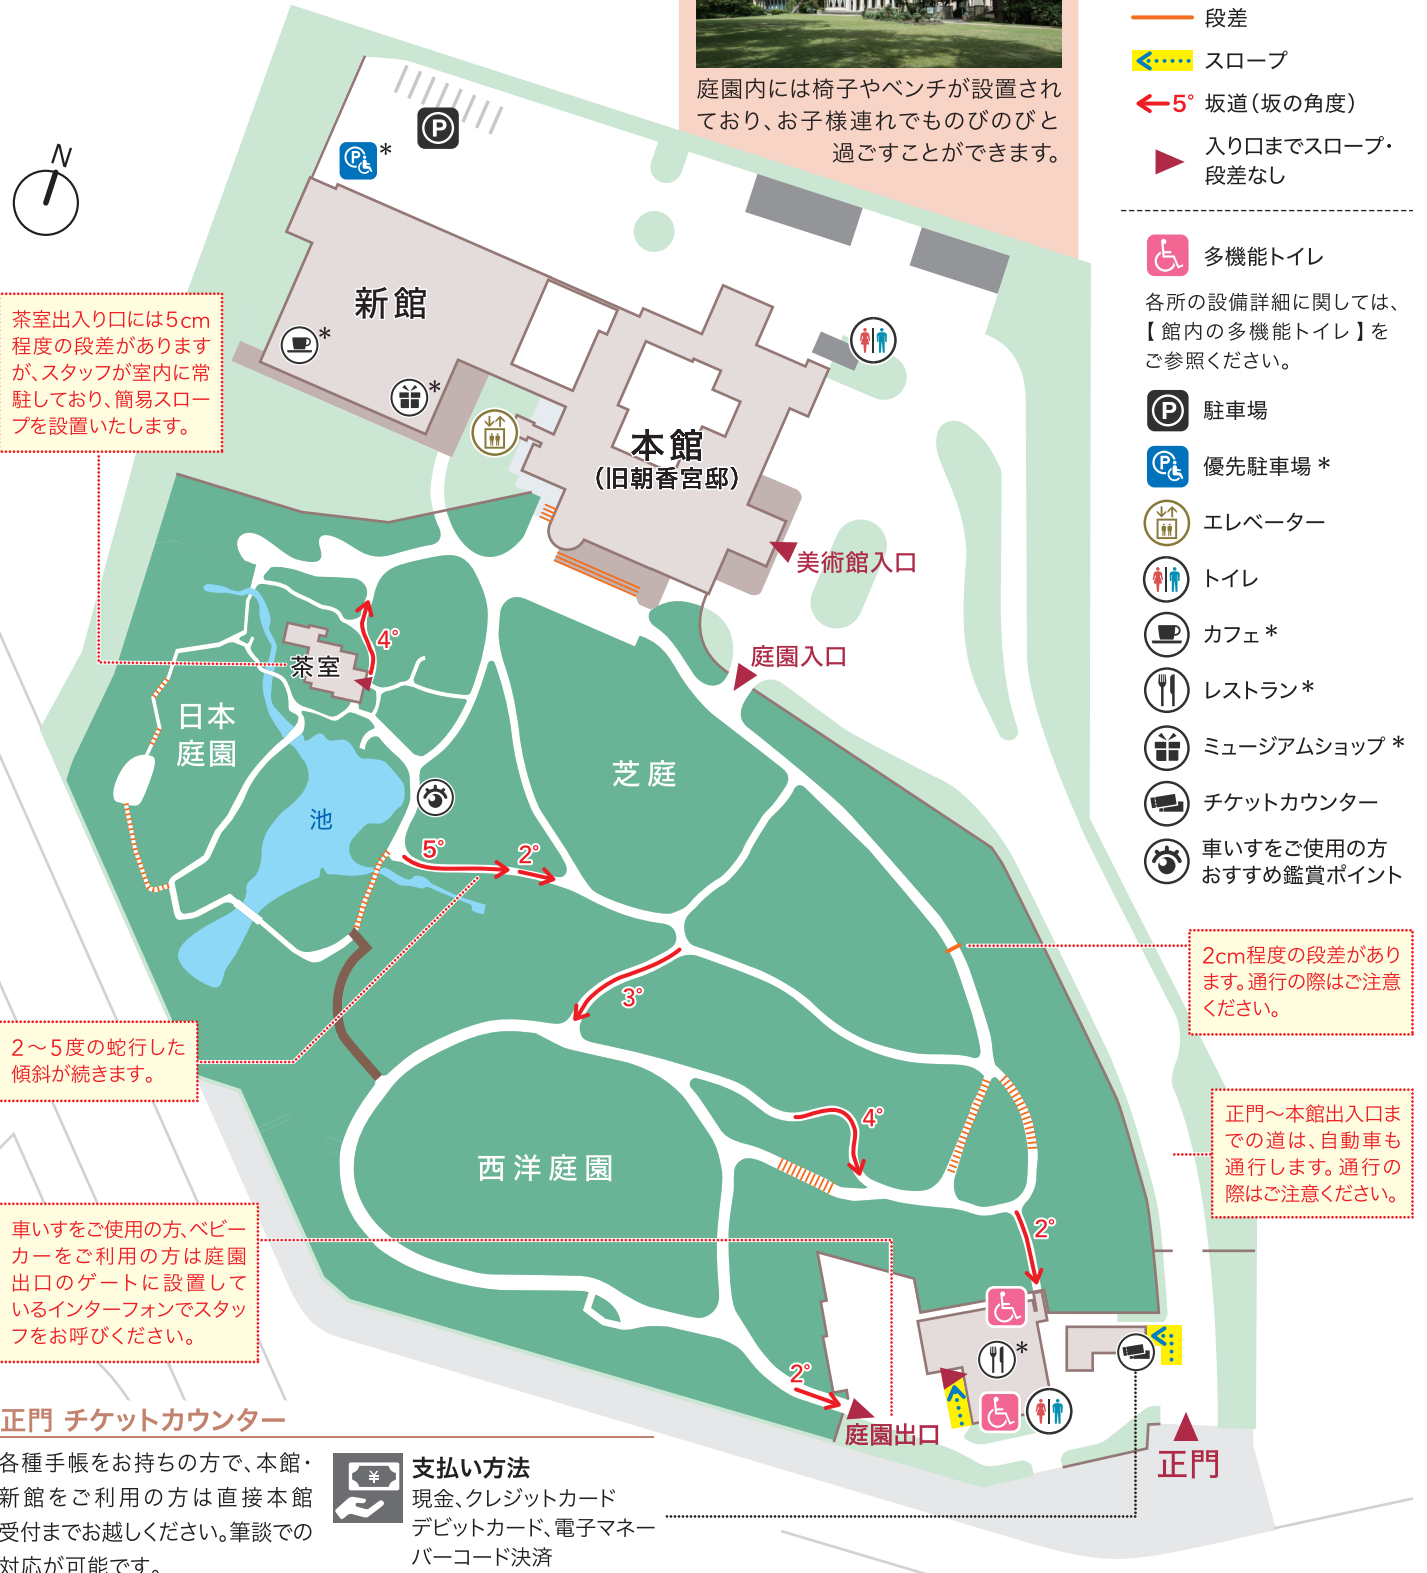 庭園内には椅子やベンチが設置され
ており、お子様連れでものびのびと
過ごすことができます。
段差
スロープ
5° 坂道（坂の角度）
入り口までスロープ・
段差なし
多機能トイレ
各所の設備詳細に関しては、
【館内の多機能トイレ】を
ご参照ください。
P 駐車場
P 優先駐車場＊
エレベーター
トイレ
カフェ＊
レストラン＊
ミュージアムショップ＊
チケットカウンター
車いすをご使用の方
おすすめ鑑賞ポイント
N
P
P ＊
新館
＊
＊
本館
（旧朝香宮邸）
美術館入口
庭園入口
茶室出入り口には5cm
程度の段差があります
が、スタッフが室内に常
駐しており、簡易スロー
プを設置いたします。
4°
茶室
日本
庭園
芝庭
池
5°
2°
3°
2cm程度の段差があり
ます。通行の際はご注意
ください。
2〜5度の蛇行した
傾斜が続きます。
正門〜本館出入口ま
での道は、自動車も
通行します。通行の
際はご注意ください。
4°
西洋庭園
2°
車いすをご使用の方、ベビー
カーをご利用の方は庭園
出口のゲートに設置して
いるインターフォンでスタッ
フをお呼びください。
＊
2°
庭園出口
正門
正門 チケットカウンター
各種手帳をお持ちの方で、本館・
新館をご利用の方は直接本館
受付までお越しください。筆談での
対応が可能です。
¥
支払い方法
現金、クレジットカード
デビットカード、電子マネー
バーコード決済